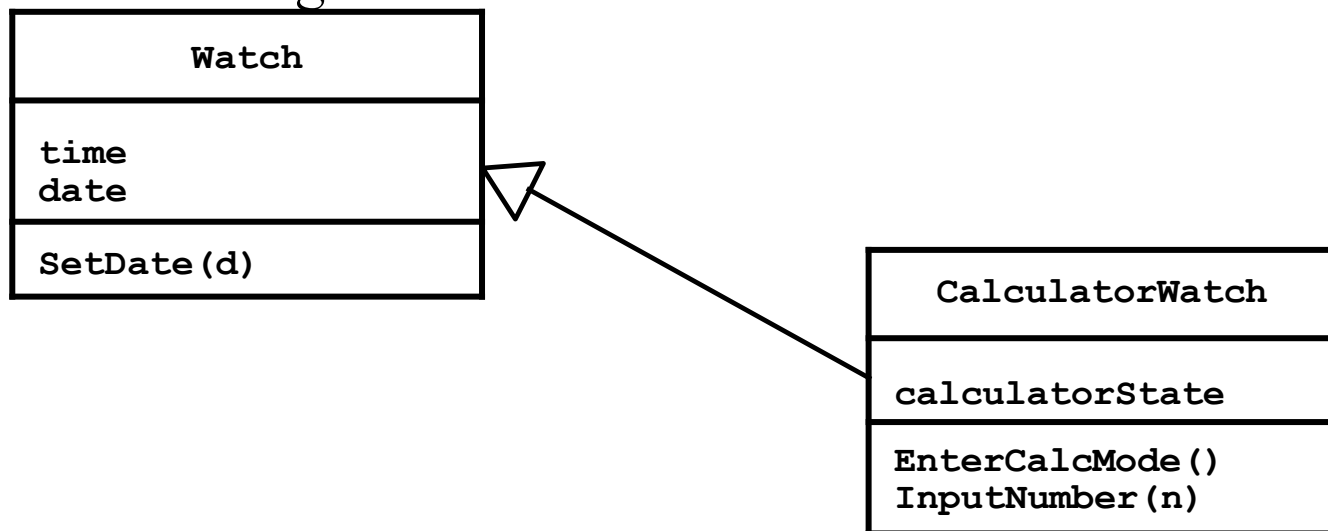 Watch
time
date
SetDate(d)
CalculatorWatch
calculatorState
EnterCalcMode()
InputNumber(n)